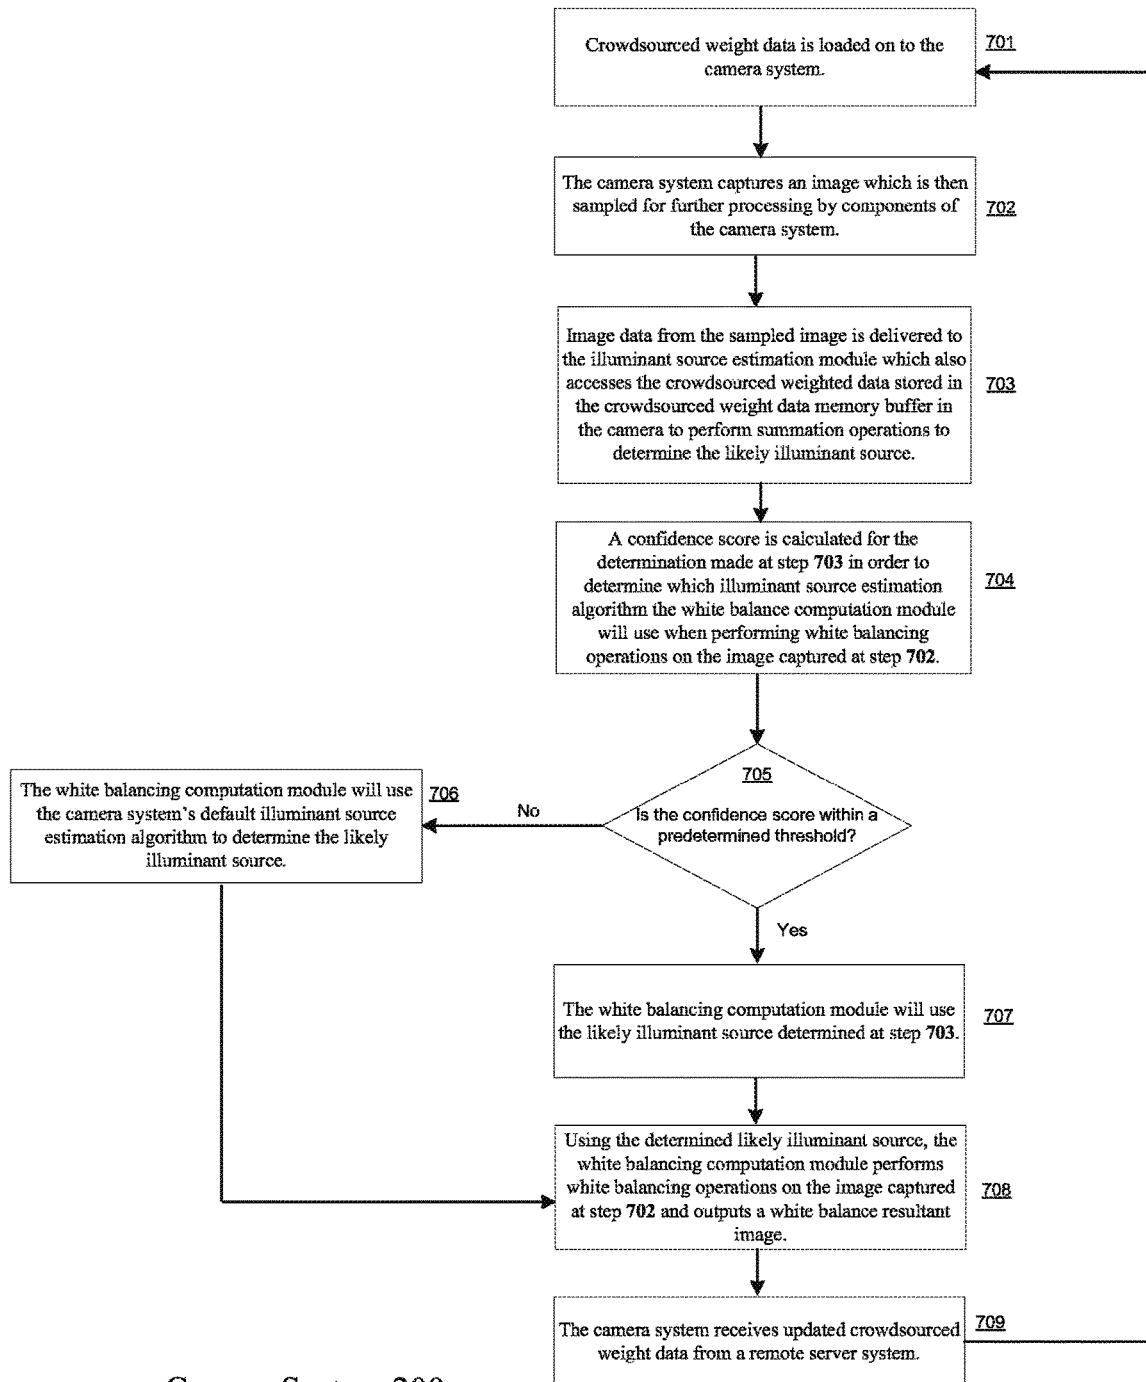 Crowdsourced weight data is loaded on to the
camera system.
701
The camera system captures an image which is then
sampled for further processing by components of
the camera system.
702
Image data from the sampled image is delivered to
the illuminant source estimation module which also
accesses the crowdsourced weighted data stored in
the crowdsourced weight data memory buffer in
the camera to perform summation operations to
determine the likely illuminant source.
703
A confidence score is calculated for the
determination made at step 703 in order to
determine which illuminant source estimation
algorithm the white balance computation module
will use when performing white balancing
operations on the image captured at step 702.
704
705
Is the confidence score within a
predetermined threshold?
No
The white balancing computation module will use
the camera system's default illuminant source
estimation algorithm to determine the likely
illuminant source.
706
Yes
The white balancing computation module will use
the likely illuminant source determined at step 703.
707
Using the determined likely illuminant source, the
white balancing computation module performs
white balancing operations on the image captured
at step 702 and outputs a white balance resultant
image.
708
The camera system receives updated crowdsourced
weight data from a remote server system.
709